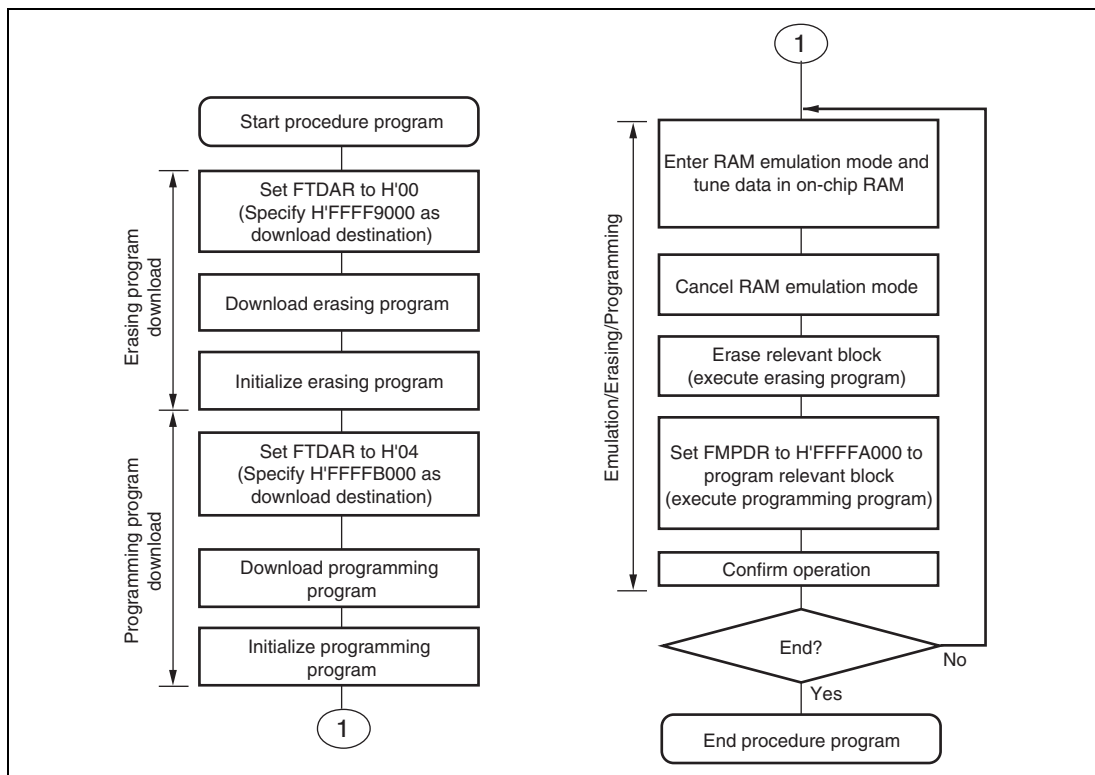 Start procedure program
Erasing program
download
Set FTDAR to H'00
(Specify H'FFFF9000 as
download destination)
Download erasing program
Initialize erasing program
Programming program
download
Set FTDAR to H'04
(Specify H'FFFFB000 as
download destination)
Download programming
program
Initialize programming
program
1
1
Emulation/Erasing/Programming
Enter RAM emulation mode and
tune data in on-chip RAM
Cancel RAM emulation mode
Erase relevant block
(execute erasing program)
Set FMPDR to H'FFFFA000 to
program relevant block
(execute programming program)
Confirm operation
End?
No
Yes
End procedure program